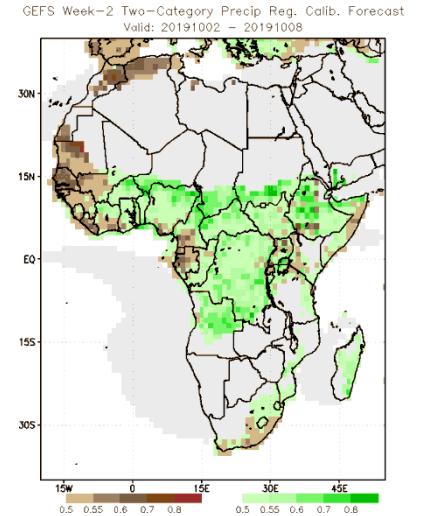 GEFS Week-2 Two-Category Precip Reg. Calib. Forecast
Valid: 20191002 - 20191008
30N
15N
EQ
15S
30S
15W 0 15E 30E 45E
0.5 0.55 0.6 0.7 0.8 0.5 0.55 0.6 0.7 0.8